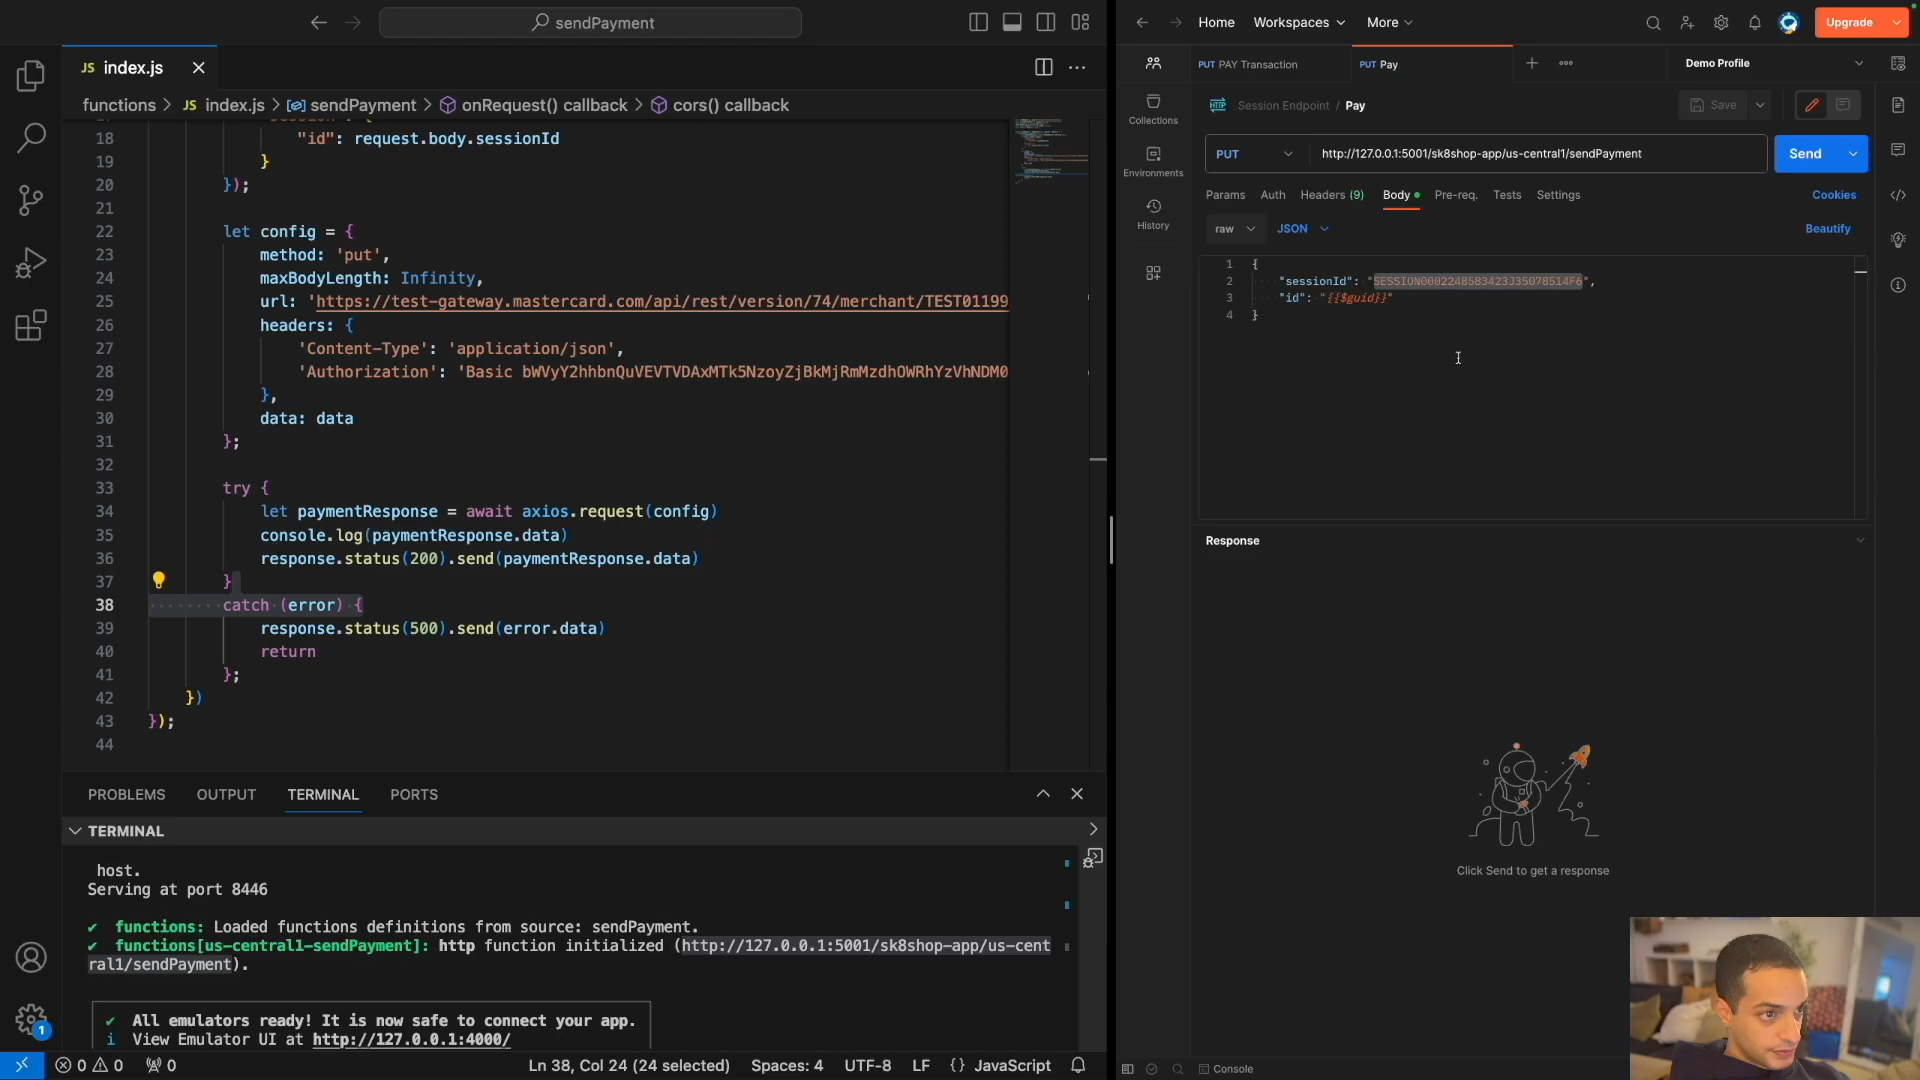 sendPayment
JS index.js
functions > JS index.js > sendPayment > onRequest() callback > cors() callback
18 "id": request.body.sessionId
19 }
20 });
21
22 let config = {
23 method: 'put',
24 maxBodyLength: Infinity,
25 url: 'https://test-gateway.mastercard.com/api/rest/version/74/merchant/TEST01199
26 headers: {
27 'Content-Type': 'application/json',
28 'Authorization': 'Basic bWVyY2hhbnQuVEVTVDAxMTk5NzoyZjBkMjRmMzdhOWRhYzVhNDM0
29 },
30 data: data
31 };
32
33 try {
34 let paymentResponse = await axios.request(config)
35 console.log(paymentResponse.data)
36 response.status(200).send(paymentResponse.data)
37 }
38 catch (error) {
39 response.status(500).send(error.data)
40 return
41 };
42 })
43 });
44
PROBLEMS OUTPUT TERMINAL PORTS
TERMINAL
host.
Serving at port 8446
✔ functions: Loaded functions definitions from source: sendPayment.
✔ functions[us-central1-sendPayment]: http function initialized (http://127.0.0.1:5001/sk8shop-app/us-cent
ral1/sendPayment).
✔ All emulators ready! It is now safe to connect your app.
i View Emulator UI at http://127.0.0.1:4000/
1
0 0 0 Ln 38, Col 24 (24 selected) Spaces: 4 UTF-8 LF {} JavaScript
Home Workspaces More Upgrade
PUT PAY Transaction PUT Pay Demo Profile
HTTP Session Endpoint / Pay Save
Collections
Environments
History
PUT http://127.0.0.1:5001/sk8shop-app/us-central1/sendPayment Send
Params Auth Headers (9) Body Pre-req. Tests Settings Cookies
raw JSON Beautify
1 {
2 "sessionId": "SESSION0002248583423J35078514F6",
3 "id": "{{$guid}}"
4 }
Response
Click Send to get a response
Console